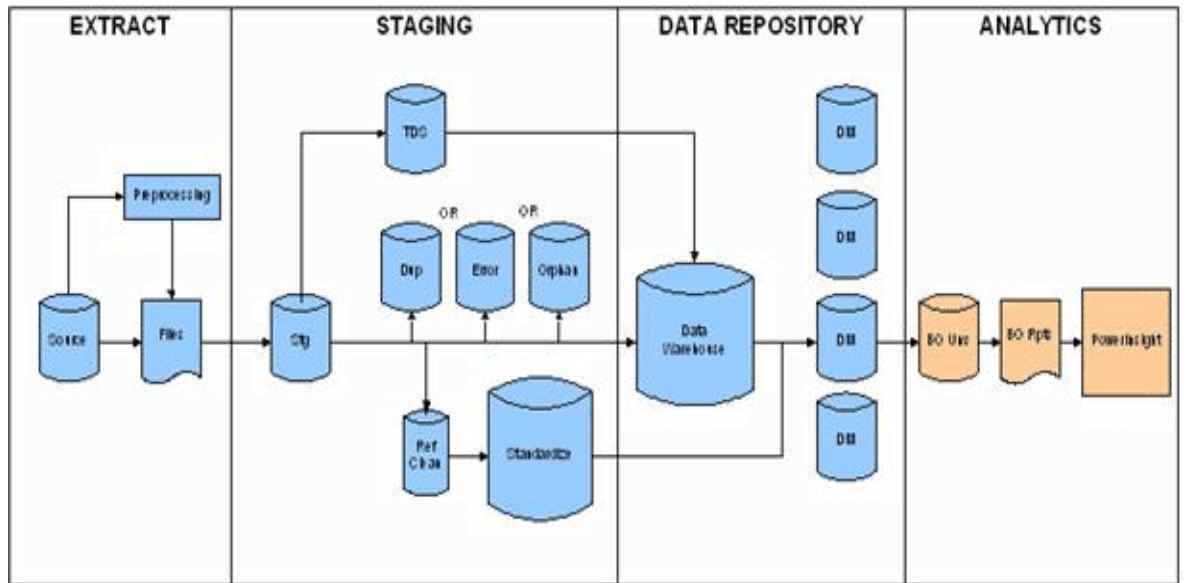 EXTRACT
STAGING
DATA REPOSITORY
ANALYTICS
TDS
DM
Preprocessing
OR
OR
DM
Dup
Error
Orphan
Source
Files
Stg
Data
Warehouse
DM
BO Unv
BO Rpts
PowerInsight
Ref
Clean
Standardize
DM